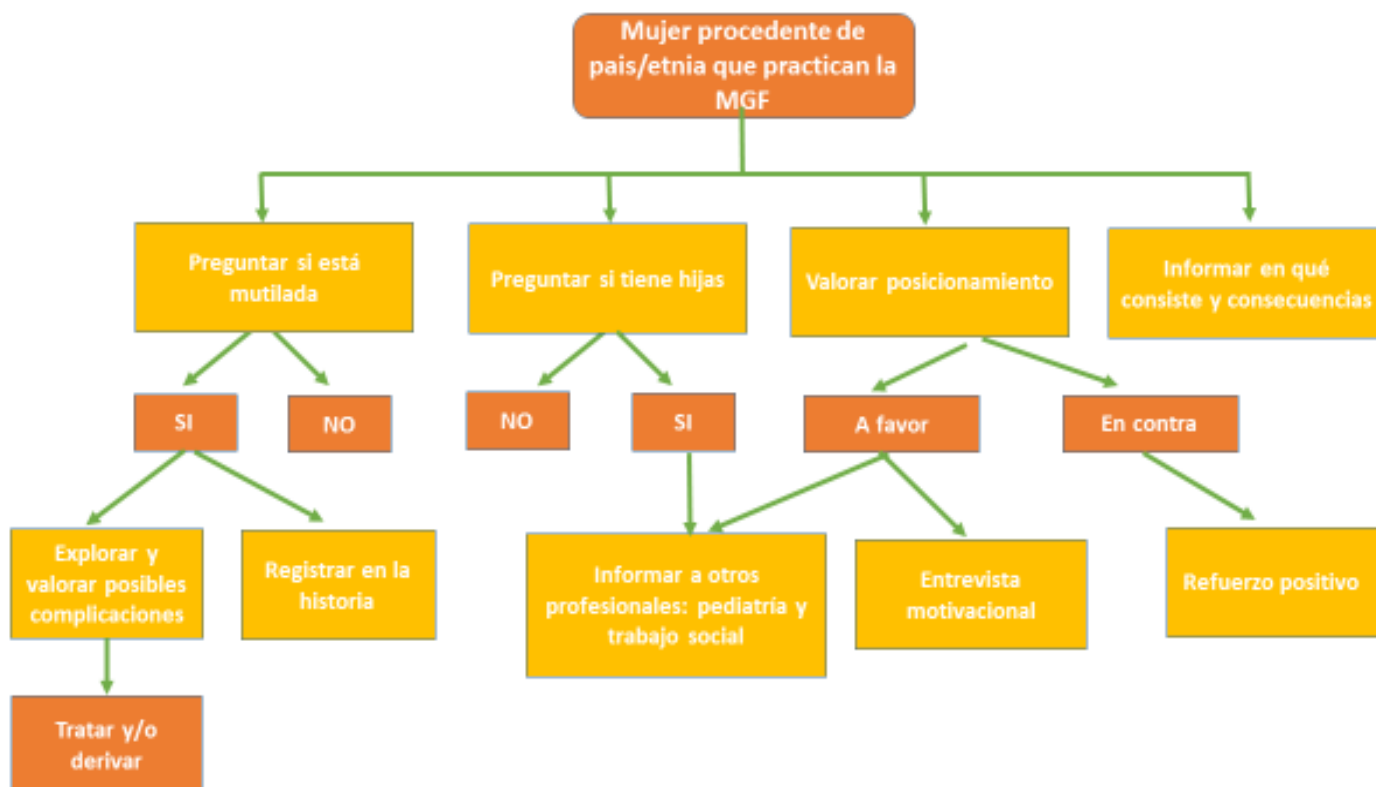 Mujer procedente de
pais/etnia que practican la
MGF
Preguntar si está
mutilada
Preguntar si tiene hijas
Valorar posicionamiento
Informar en qué
consiste y consecuencias
SI
NO
NO
SI
A favor
En contra
Explorar y
valorar posibles
complicaciones
Registrar en la
historia
Informar a otros
profesionales: pediatría y
trabajo social
Entrevista
motivacional
Refuerzo positivo
Tratar y/o
derivar